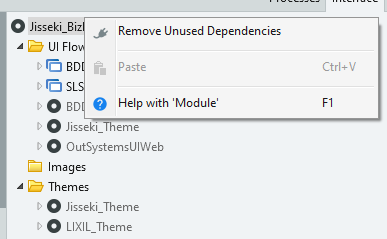 Processes Interface
Jisseki_Biz
Remove Unused Dependencies
UI Flow
BDD
Paste Ctrl+V
SLS
BDD
Help with 'Module' F1
Jisseki_Theme
OutSystemsUIWeb
Images
Themes
Jisseki_Theme
LIXIL_Theme